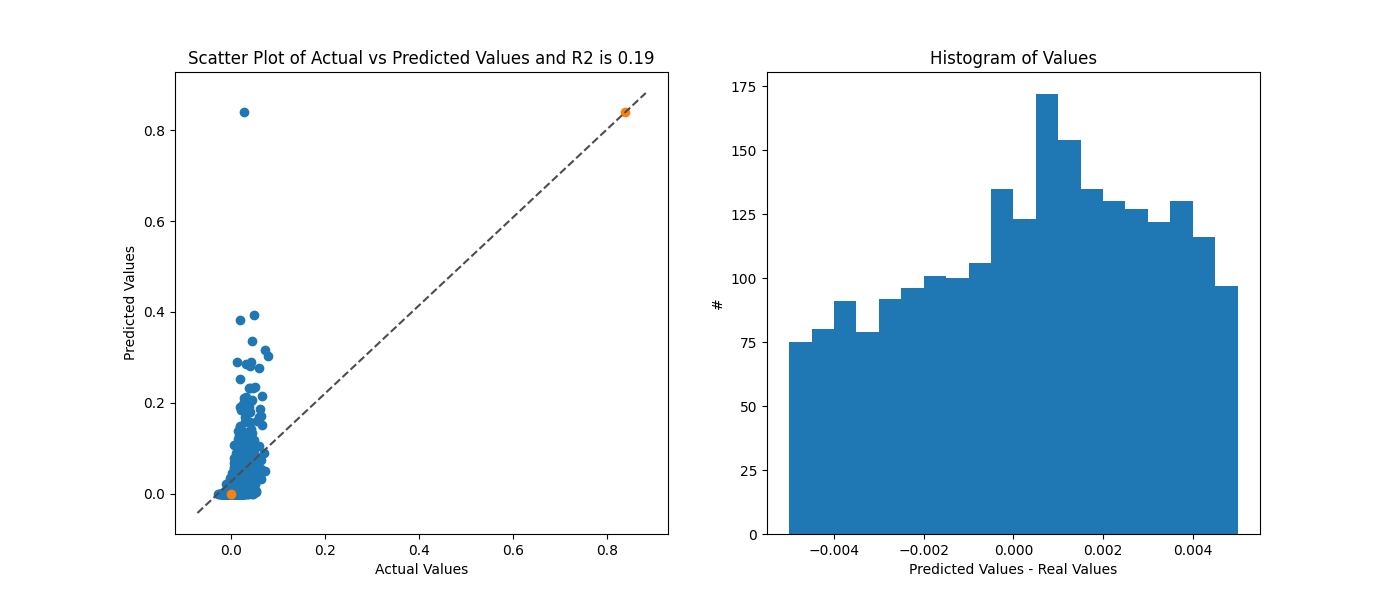 Scatter Plot of Actual vs Predicted Values and R2 is 0.19
Predicted Values
0.8
0.6
0.4
0.2
0.0
0.0 0.2 0.4 0.6 0.8
Actual Values
Histogram of Values
#
175
150
125
100
75
50
25
0
−0.004 −0.002 0.000 0.002 0.004
Predicted Values - Real Values